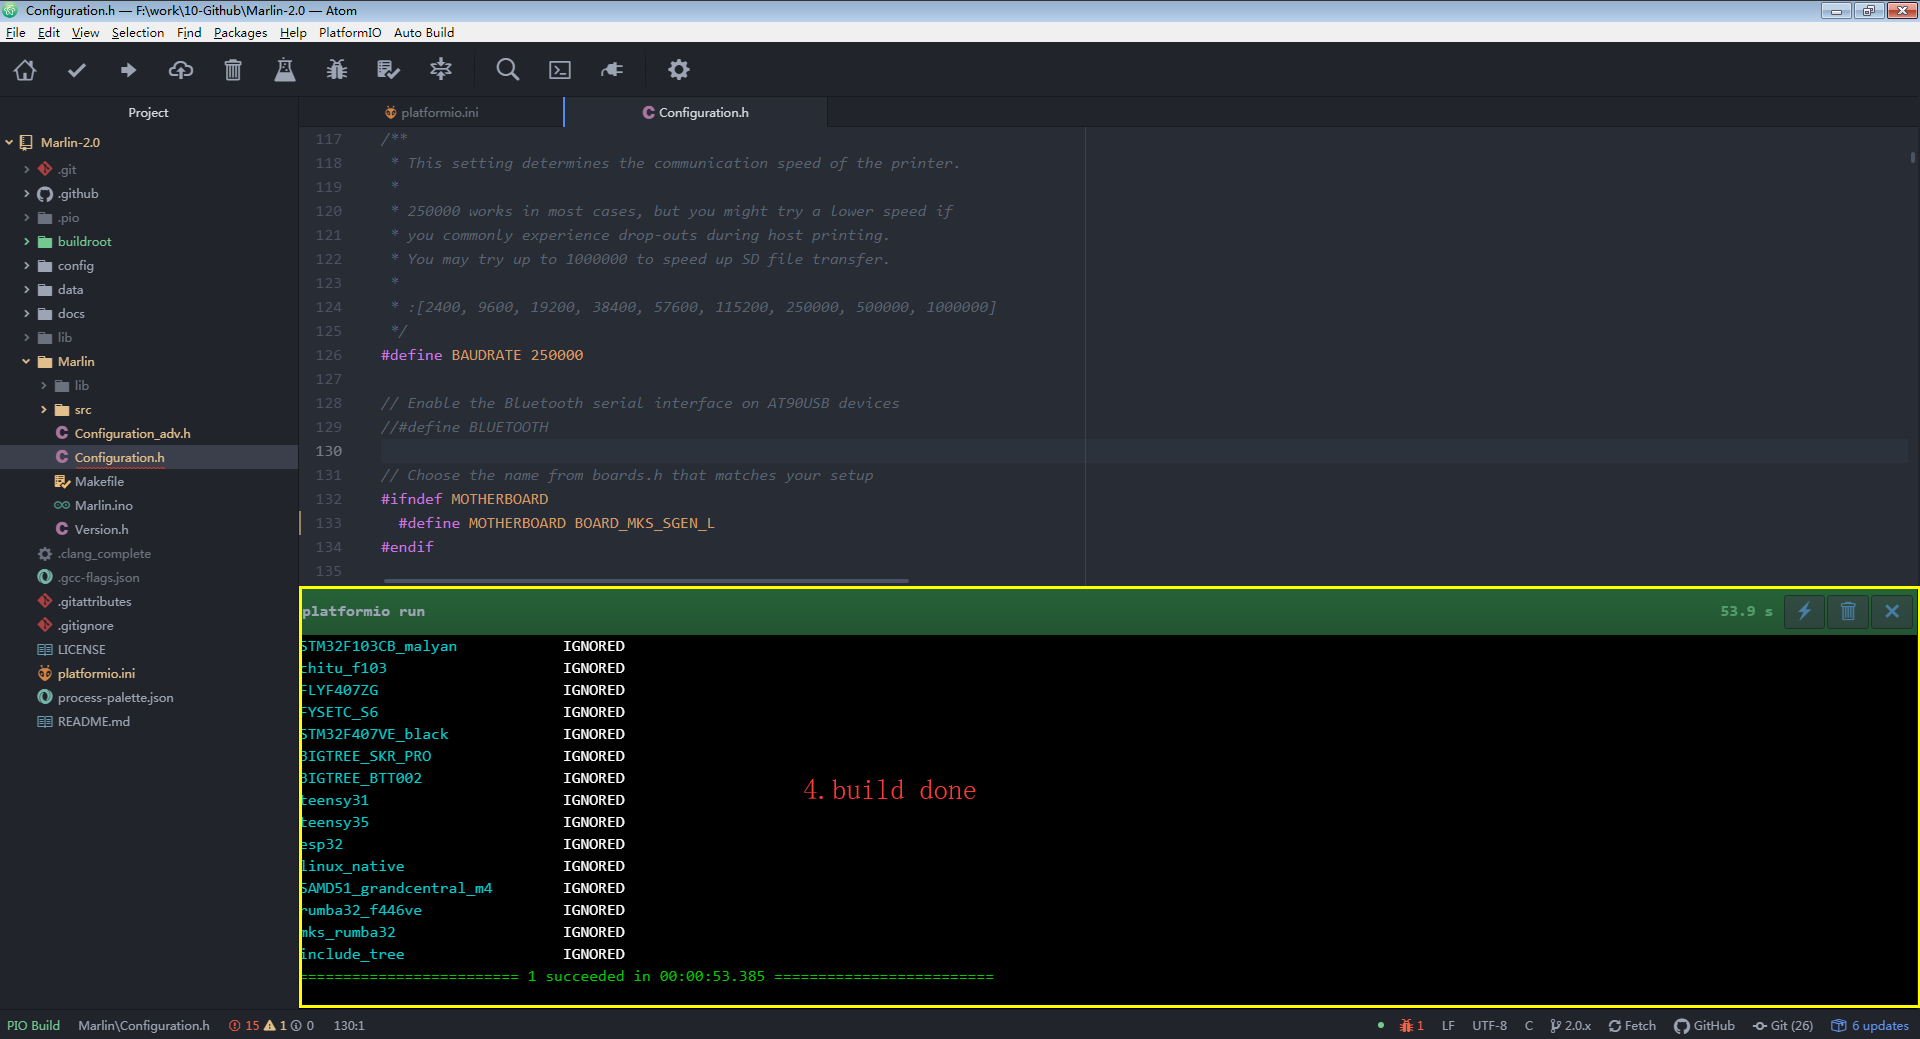 Configuration.h — F:\work\10-Github\Marlin-2.0 — Atom
File Edit View Selection Find Packages Help PlatformIO Auto Build
Project
Marlin-2.0
.git
.github
.pio
buildroot
config
data
docs
lib
Marlin
lib
src
Configuration_adv.h
Configuration.h
Makefile
Marlin.ino
Version.h
.clang_complete
.gcc-flags.json
.gitattributes
.gitignore
LICENSE
platformio.ini
process-palette.json
README.md
platformio.ini Configuration.h
117 /**
118 * This setting determines the communication speed of the printer.
119 *
120 * 250000 works in most cases, but you might try a lower speed if
121 * you commonly experience drop-outs during host printing.
122 * You may try up to 1000000 to speed up SD file transfer.
123 *
124 * :[2400, 9600, 19200, 38400, 57600, 115200, 250000, 500000, 1000000]
125 */
126 #define BAUDRATE 250000
127
128 // Enable the Bluetooth serial interface on AT90USB devices
129 //#define BLUETOOTH
130
131 // Choose the name from boards.h that matches your setup
132 #ifndef MOTHERBOARD
133 #define MOTHERBOARD BOARD_MKS_SGEN_L
134 #endif
135
platformio run 53.9 s
STM32F103CB_malyan IGNORED
chitu_f103 IGNORED
FLYF407ZG IGNORED
FYSETC_S6 IGNORED
STM32F407VE_black IGNORED
BIGTREE_SKR_PRO IGNORED
BIGTREE_BTT002 IGNORED
teensy31 IGNORED
teensy35 IGNORED
esp32 IGNORED
linux_native IGNORED
SAMD51_grandcentral_m4 IGNORED
rumba32_f446ve IGNORED
mks_rumba32 IGNORED
include_tree IGNORED
========================= 1 succeeded in 00:00:53.385 =========================
4.build done
PIO Build Marlin\Configuration.h 15 1 0 130:1 1 LF UTF-8 C 2.0.x Fetch GitHub Git (26) 6 updates